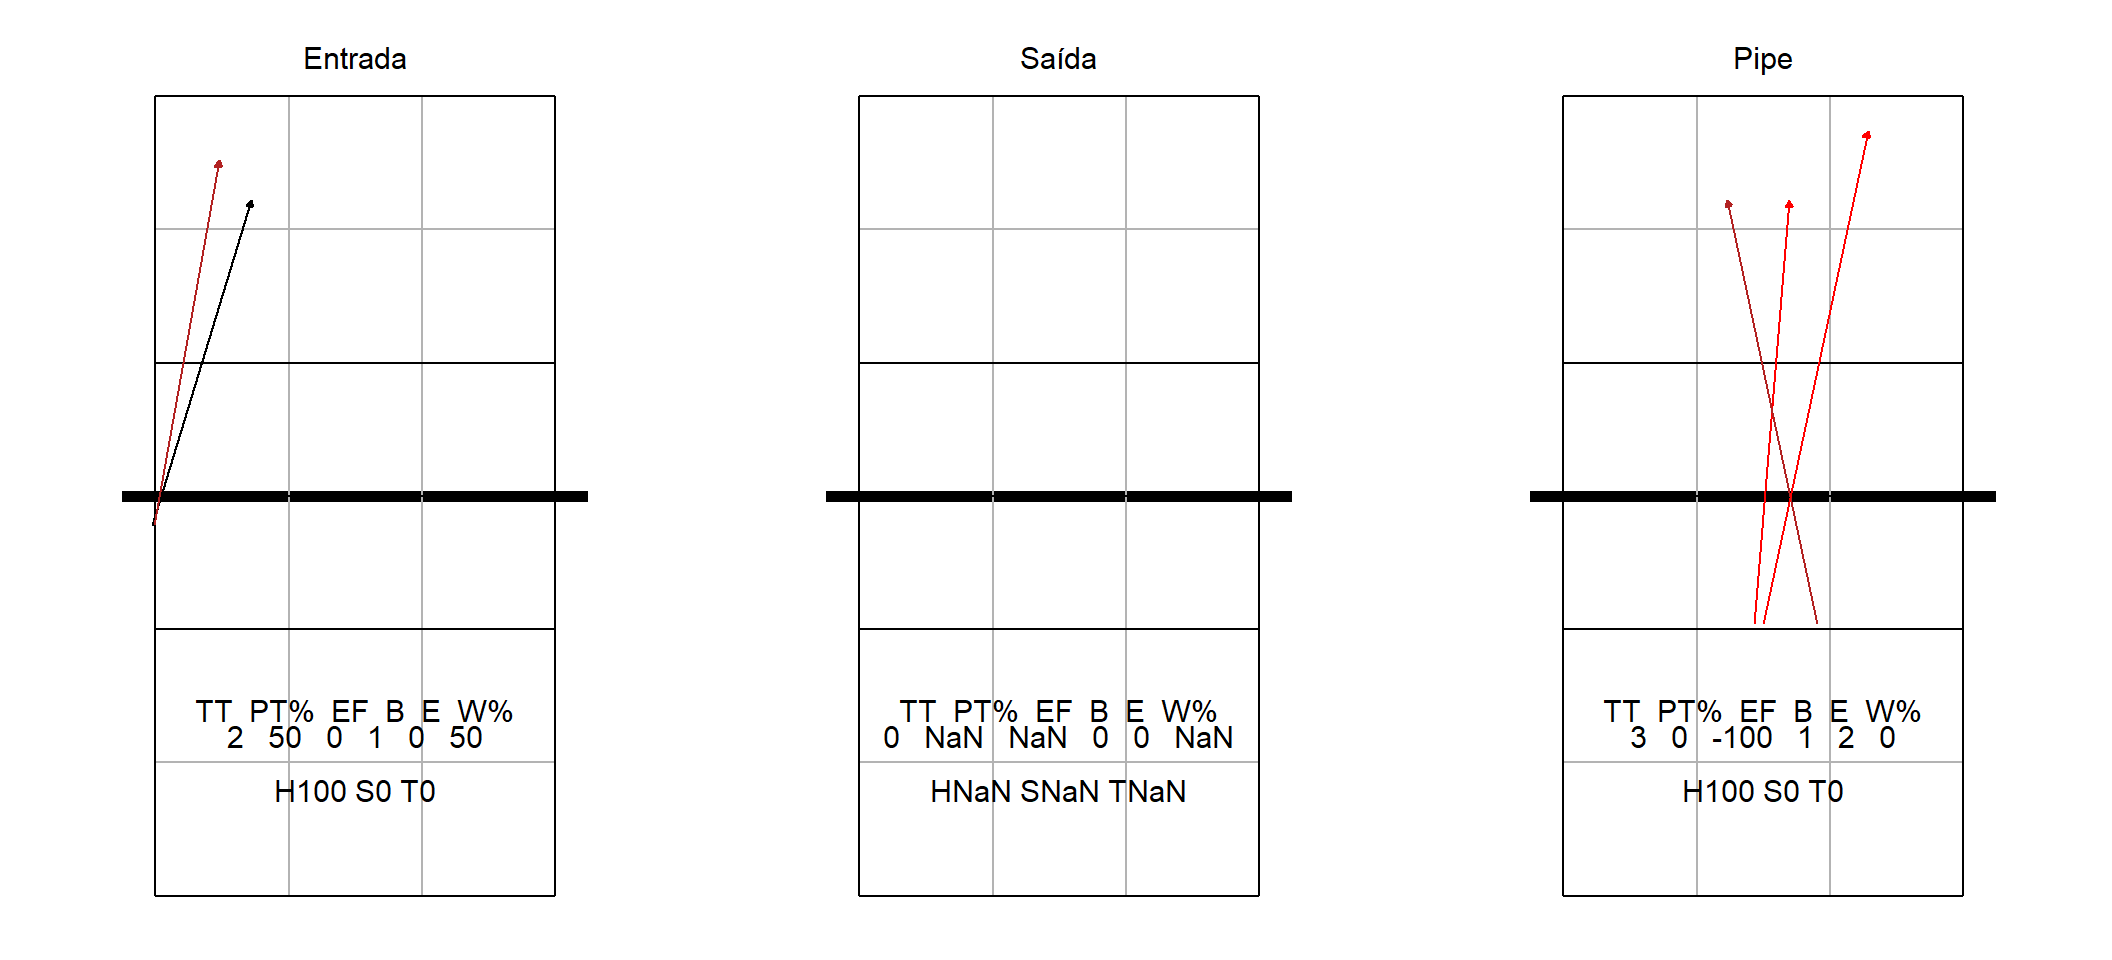 Entrada
TT PT% EF B E W%
2 50 0 1 0 50
H100 S0 T0
Saída
TT PT% EF B E W%
0 NaN NaN 0 0 NaN
HNaN SNaN TNaN
Pipe
TT PT% EF B E W%
3 0 -100 1 2 0
H100 S0 T0